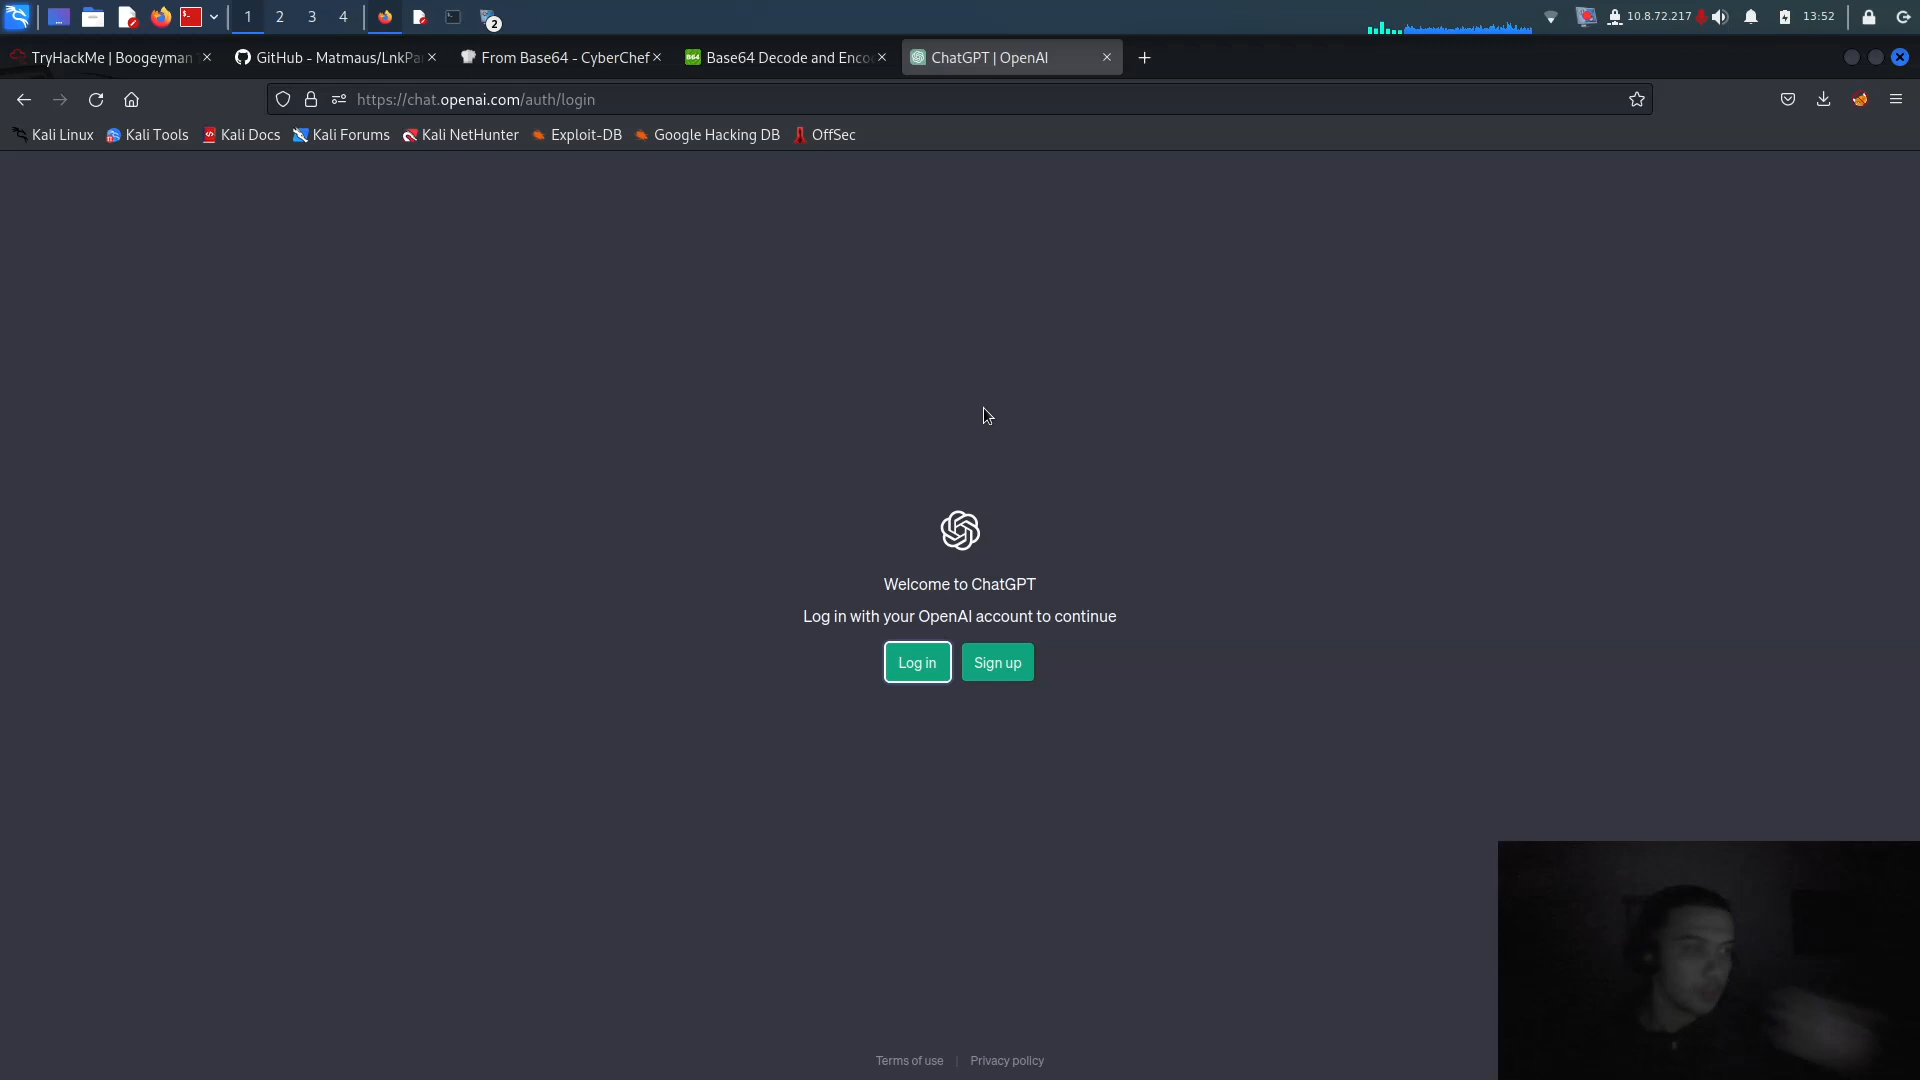 1 2 3 4 2 10.8.72.217 13:52
TryHackMe | Boogeyman GitHub - Matmaus/LnkPa From Base64 - CyberChef B64 Base64 Decode and Enco ChatGPT | OpenAI
https://chat.openai.com/auth/login
Kali Linux Kali Tools Kali Docs Kali Forums Kali NetHunter Exploit-DB Google Hacking DB OffSec
Welcome to ChatGPT
Log in with your OpenAI account to continue
Log in Sign up
Terms of use | Privacy policy